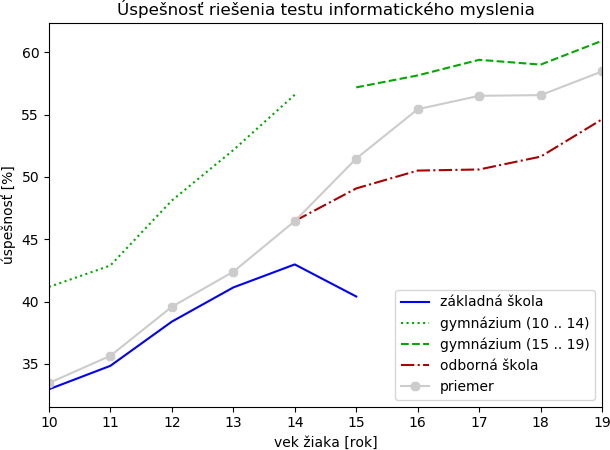 Úspešnosť riešenia testu informatického myslenia
úspešnosť [%]
60
55
50
45
40
35
10 11 12 13 14 15 16 17 18 19
vek žiaka [rok]
základná škola
gymnázium (10 .. 14)
gymnázium (15 .. 19)
odborná škola
priemer